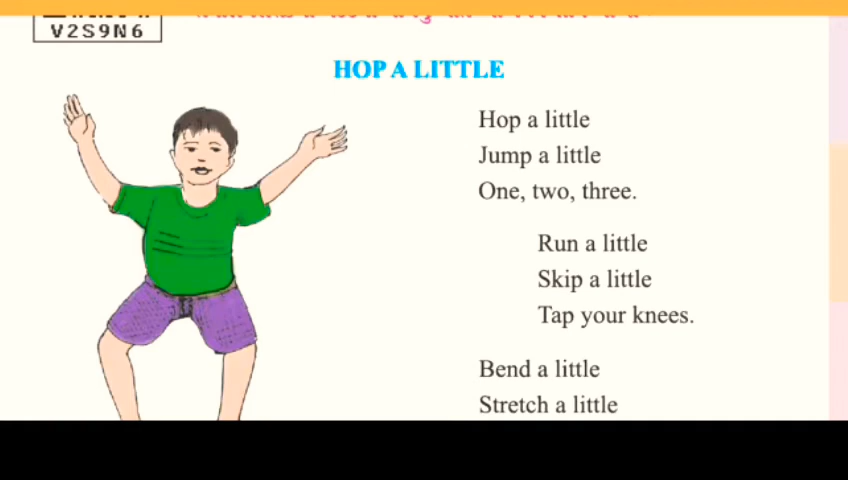 V2S9N6
HOP A LITTLE
Hop a little
Jump a little
One, two, three.
Run a little
Skip a little
Tap your knees.
Bend a little
Stretch a little